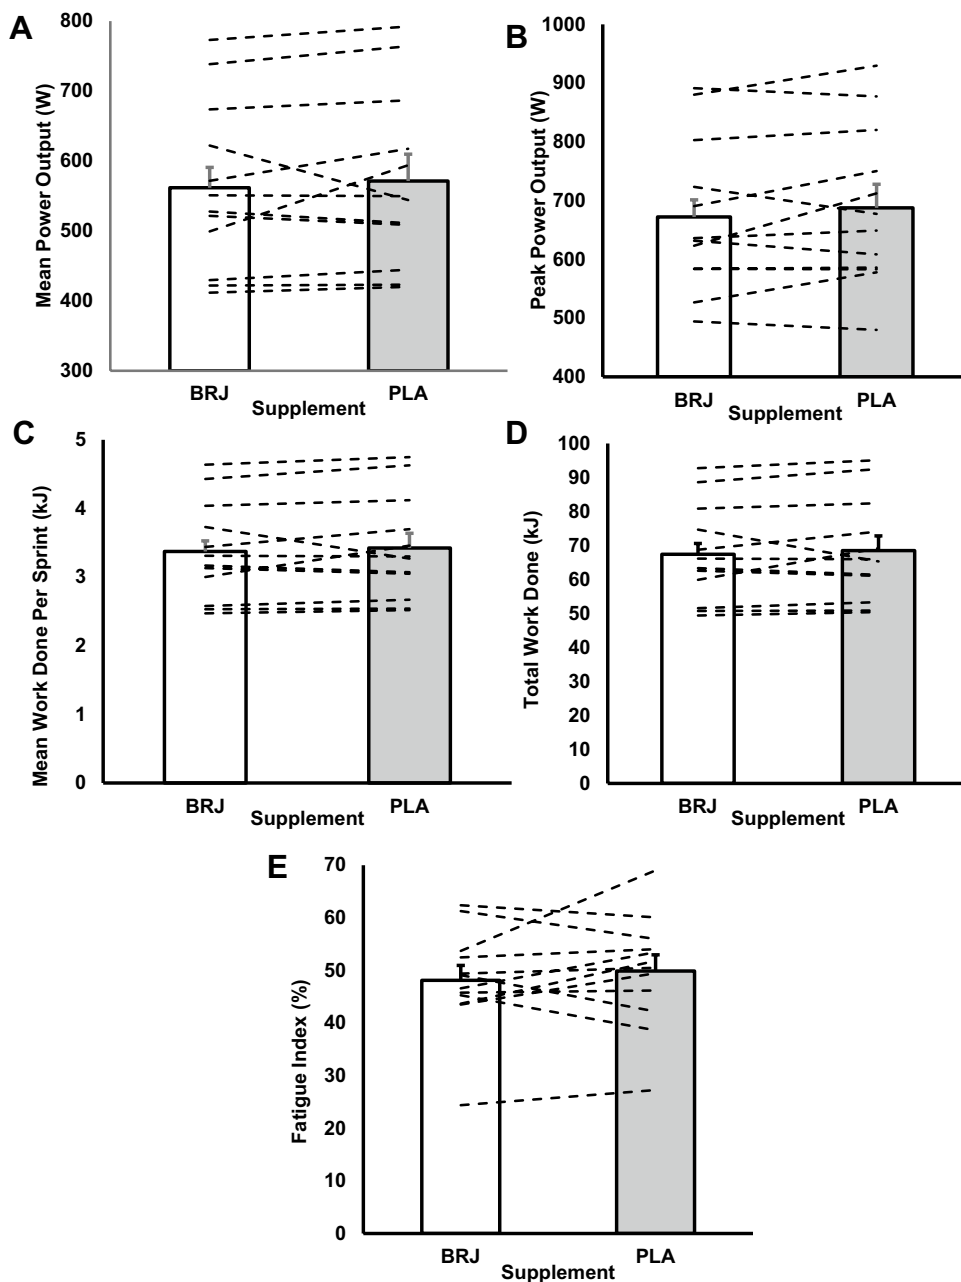 A
Mean Power Output (W)
800
700
600
500
400
300
BRJ
PLA
Supplement
B
Peak Power Output (W)
1000
900
800
700
600
500
400
BRJ
PLA
Supplement
C
Mean Work Done Per Sprint (kJ)
5
4
3
2
1
0
BRJ
PLA
Supplement
D
Total Work Done (kJ)
100
90
80
70
60
50
40
30
20
10
0
BRJ
PLA
Supplement
E
Fatigue Index (%)
70
60
50
40
30
20
10
0
BRJ
PLA
Supplement